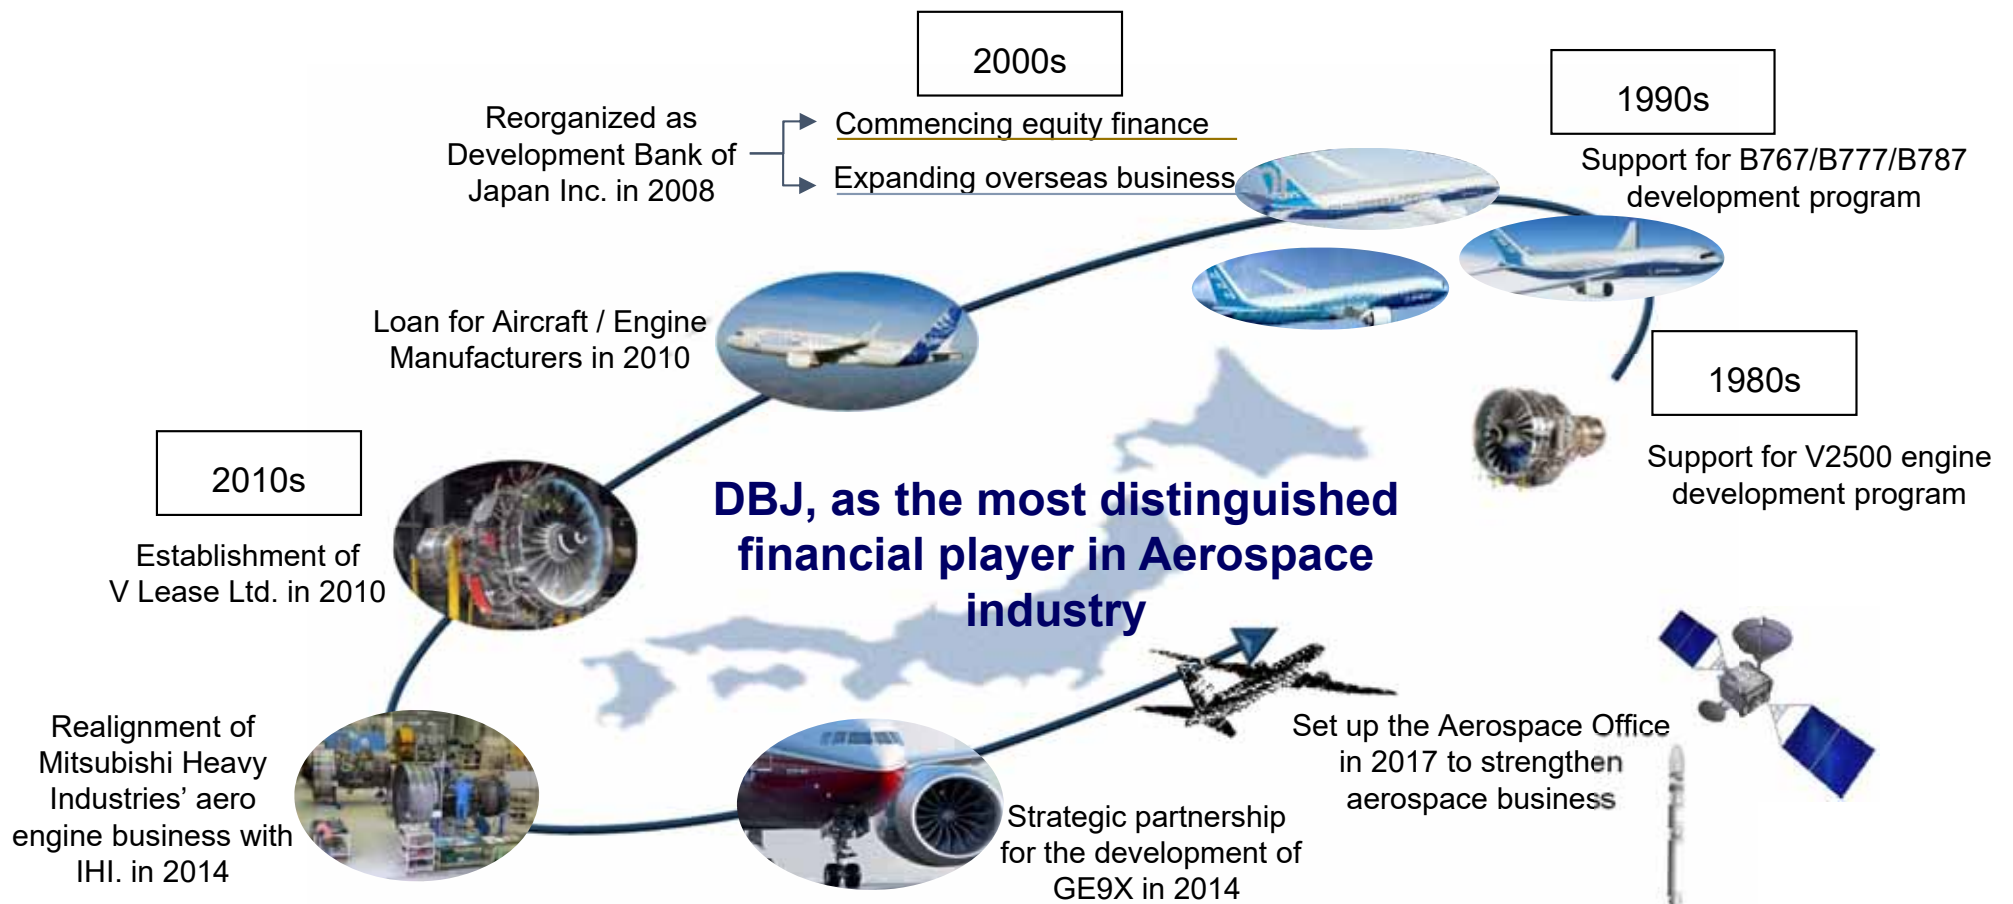 2000s
1990s
Reorganized as
Development Bank of
Japan Inc. in 2008
Commencing equity finance
Expanding overseas business
Support for B767/B777/B787
development program
Loan for Aircraft / Engine
Manufacturers in 2010
1980s
Support for V2500 engine
development program
2010s
Establishment of
V Lease Ltd. in 2010
DBJ, as the most distinguished
financial player in Aerospace
industry
Realignment of
Mitsubishi Heavy
Industries’ aero
engine business with
IHI. in 2014
Strategic partnership
for the development of
GE9X in 2014
Set up the Aerospace Office
in 2017 to strengthen
aerospace business